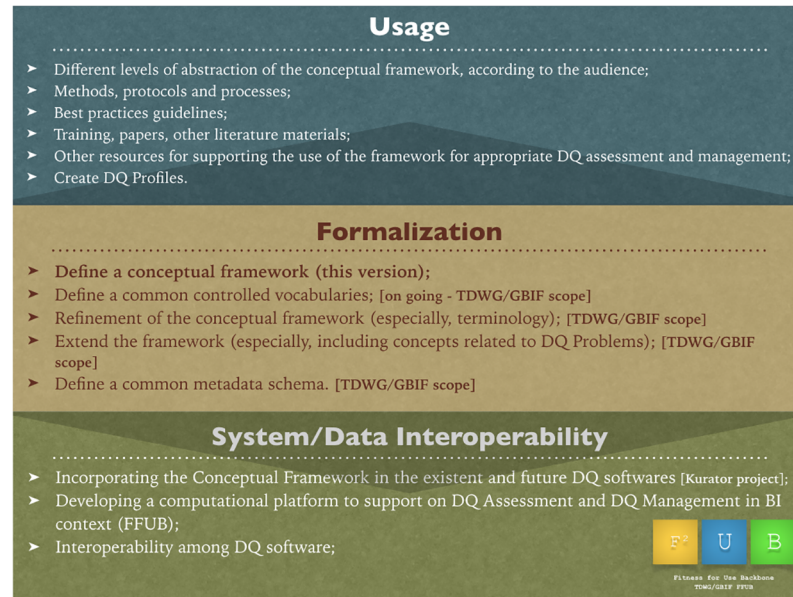 Usage
➤ Different levels of abstraction of the conceptual framework, according to the audience;
➤ Methods, protocols and processes;
➤ Best practices guidelines;
➤ Training, papers, other literature materials;
➤ Other resources for supporting the use of the framework for appropriate DQ assessment and management;
➤ Create DQ Profiles.
Formalization
➤ Define a conceptual framework (this version);
➤ Define a common controlled vocabularies; [on going - TDWG/GBIF scope]
➤ Refinement of the conceptual framework (especially, terminology); [TDWG/GBIF scope]
➤ Extend the framework (especially, including concepts related to DQ Problems); [TDWG/GBIF
scope]
➤ Define a common metadata schema. [TDWG/GBIF scope]
System/Data Interoperability
➤ Incorporating the Conceptual Framework in the existent and future DQ softwares [Kurator project];
➤ Developing a computational platform to support on DQ Assessment and DQ Management in BI
context (FFUB);
➤ Interoperability among DQ software;
F² U B
Fitness for Use Backbone
TDWG/GBIF FFUB